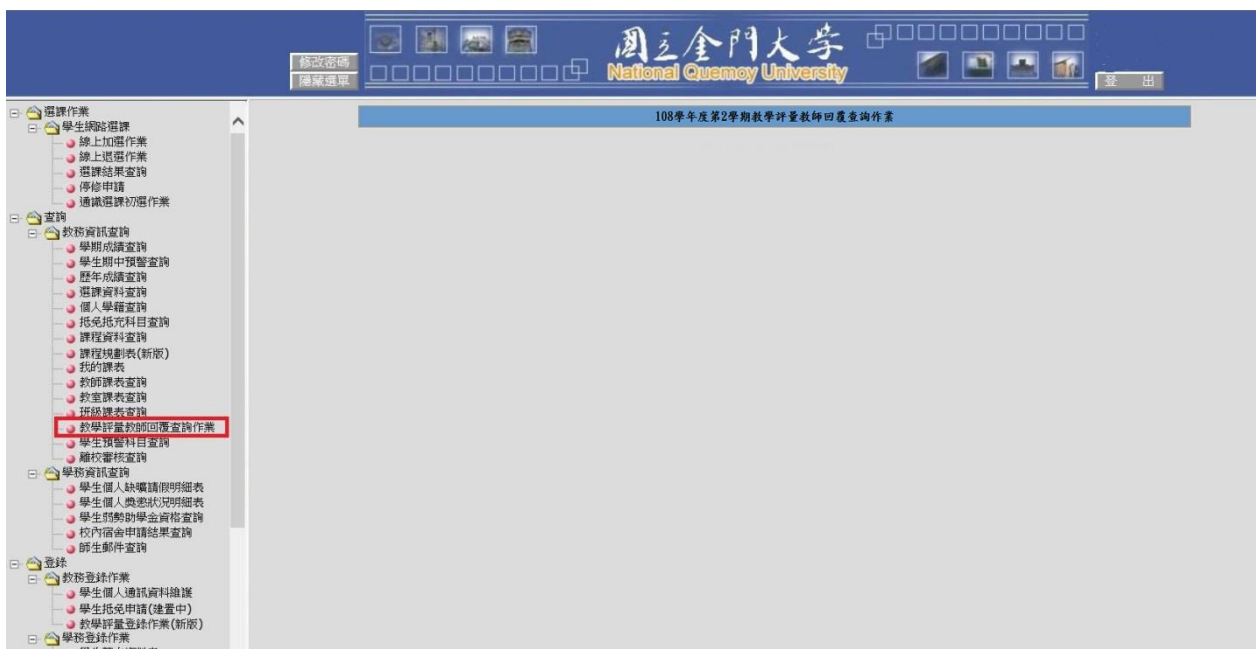 修改密碼
隱藏選單
國立金門大学
National Quemoy University
登 出
選課作業
學生網路選課
線上加選作業
線上退選作業
選課結果查詢
停修申請
通識選課初選作業
查詢
教務資訊查詢
學期成績查詢
學生期中預警查詢
歷年成績查詢
選課資料查詢
個人學籍查詢
抵免抵充科目查詢
課程資料查詢
課程規劃表(新版)
我的課表
教師課表查詢
教室課表查詢
班級課表查詢
教學評量教師回覆查詢作業
學生預警科目查詢
離校審核查詢
學務資訊查詢
學生個人缺曠請假明細表
學生個人獎懲狀況明細表
學生弱勢助學金資格查詢
校內宿舍申請結果查詢
師生郵件查詢
登錄
教務登錄作業
學生個人通訊資料維護
學生抵免申請(建置中)
教學評量登錄作業(新版)
學務登錄作業
108學年度第2學期教學評量教師回覆查詢作業